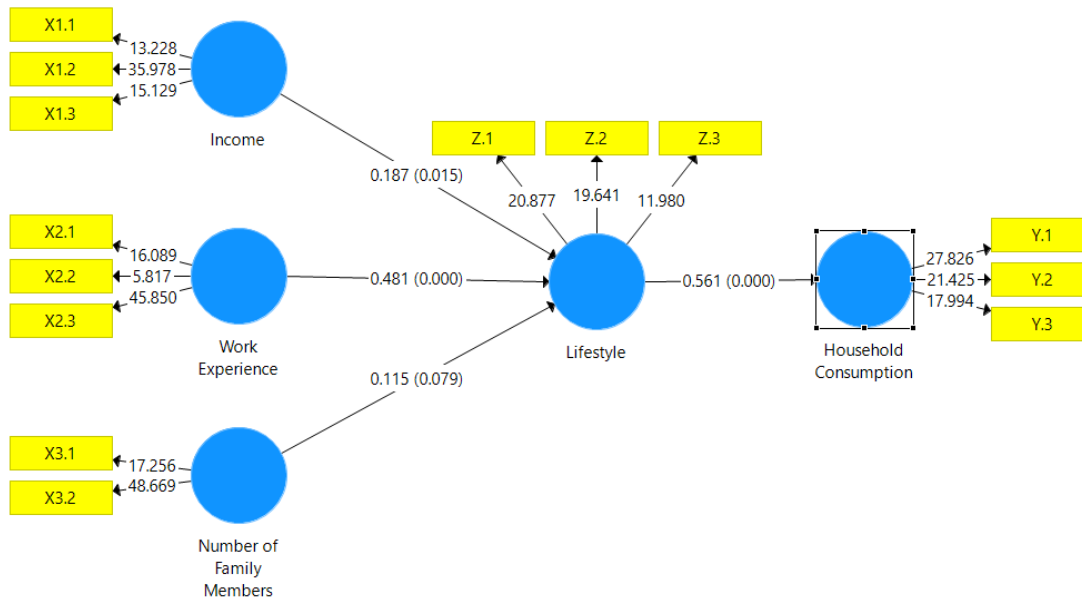 X1.1
13.228
X1.2
35.978
X1.3
15.129
Income
Z.1
Z.2
Z.3
0.187 (0.015)
20.877
19.641
11.980
X2.1
16.089
X2.2
5.817
X2.3
45.850
Work
Experience
0.481 (0.000)
Lifestyle
0.561 (0.000)
Household
Consumption
27.826
Y.1
21.425
Y.2
17.994
Y.3
0.115 (0.079)
X3.1
17.256
X3.2
48.669
Number of
Family
Members